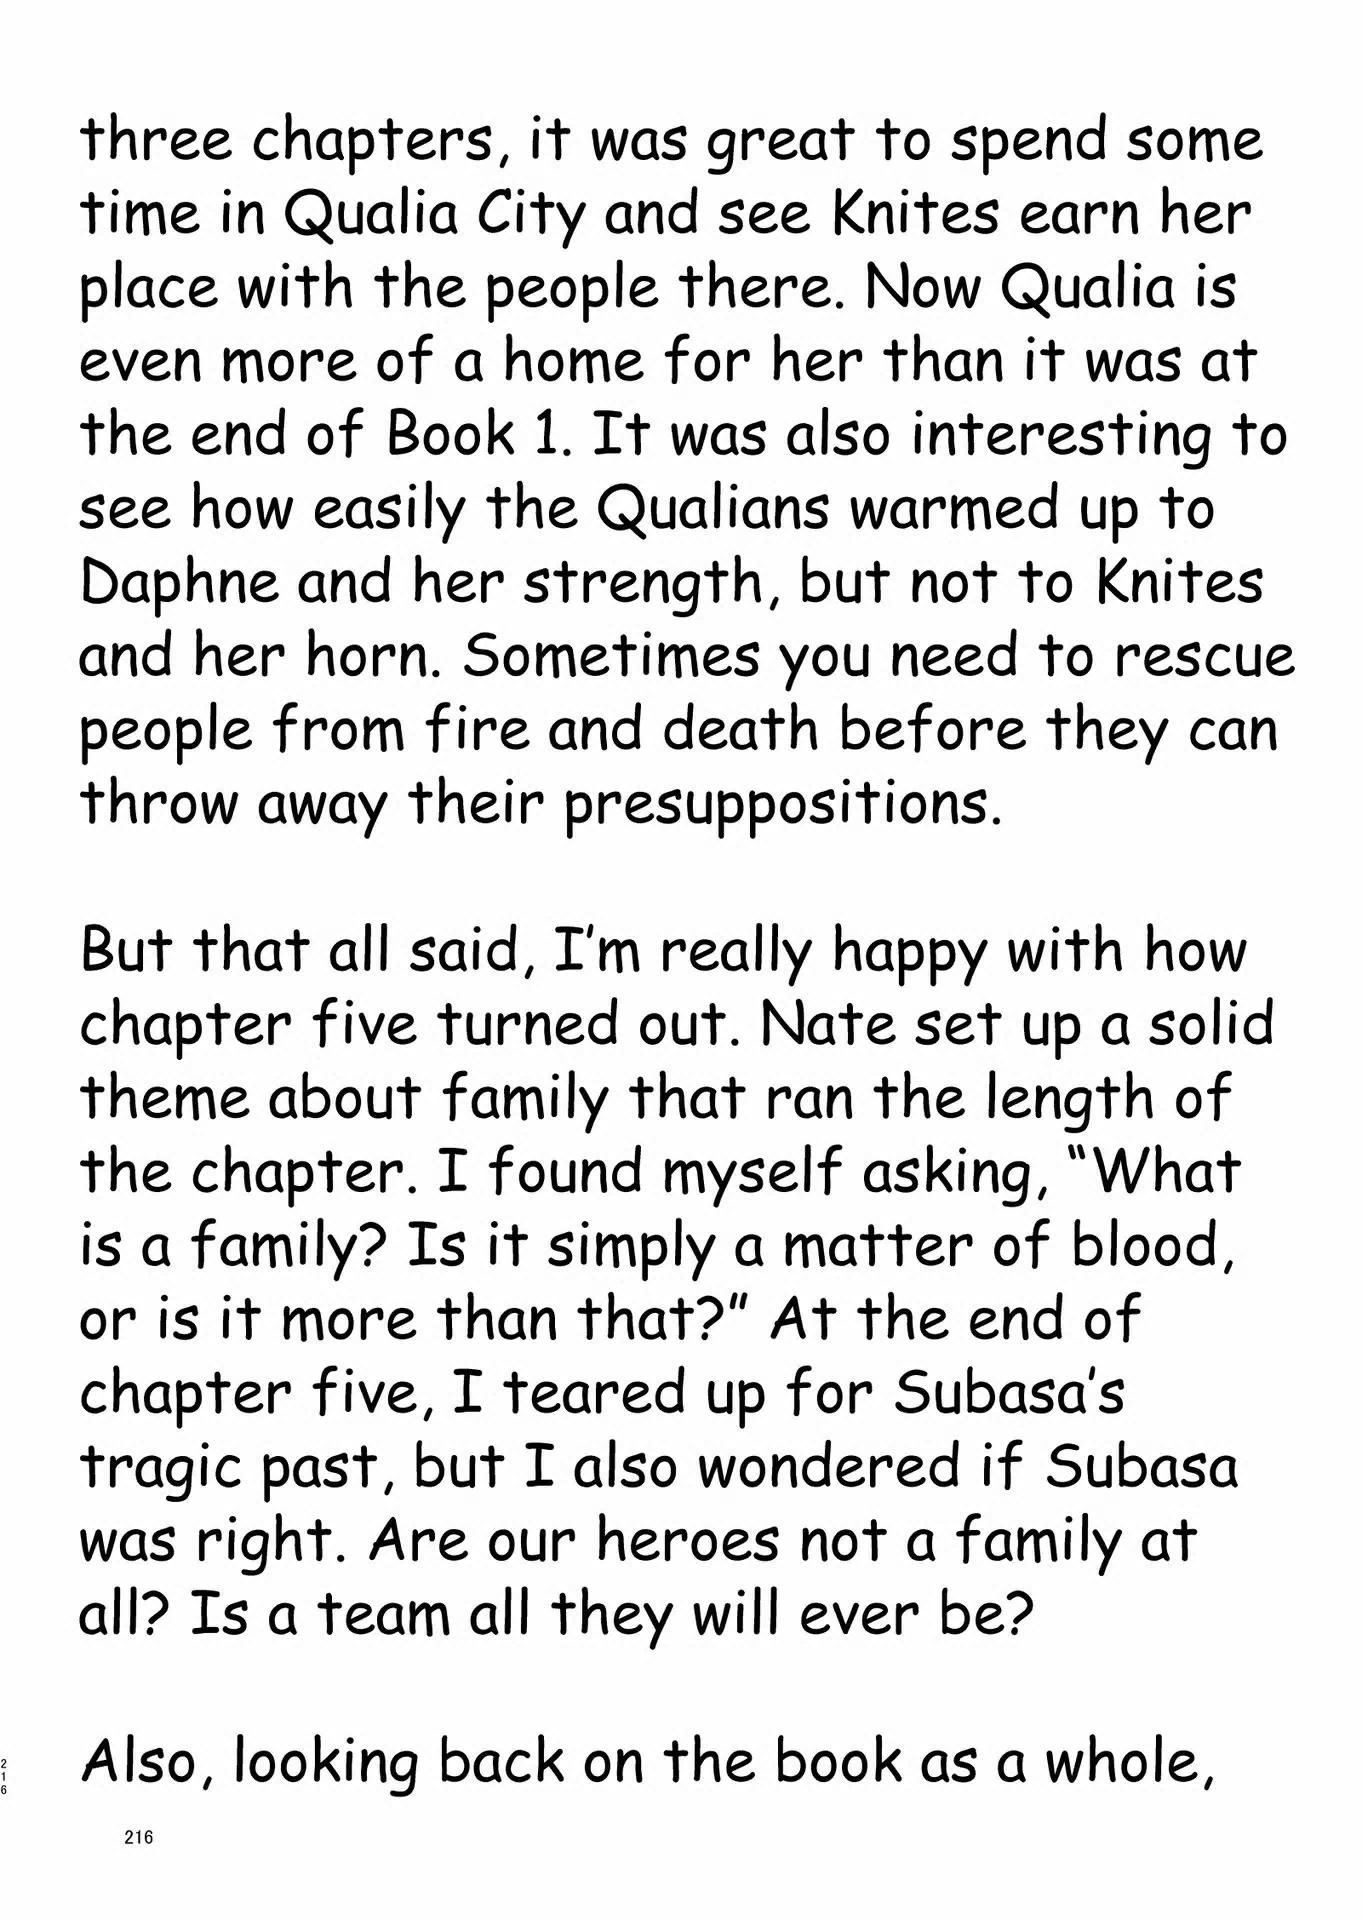 three chapters, it was great to spend some
time in Qualia City and see Knites earn her
place with the people there. Now Qualia is
even more of a home for her than it was at
the end of Book 1. It was also interesting to
see how easily the Qualians warmed up to
Daphne and her strength, but not to Knites
and her horn. Sometimes you need to rescue
people from fire and death before they can
throw away their presuppositions.

But that all said, I'm really happy with how
chapter five turned out. Nate set up a solid
theme about family that ran the length of
the chapter. I found myself asking, "What
is a family? Is it simply a matter of blood,
or is it more than that?" At the end of
chapter five, I teared up for Subasa's
tragic past, but I also wondered if Subasa
was right. Are our heroes not a family at
all? Is a team all they will ever be?

Also, looking back on the book as a whole,
216
216